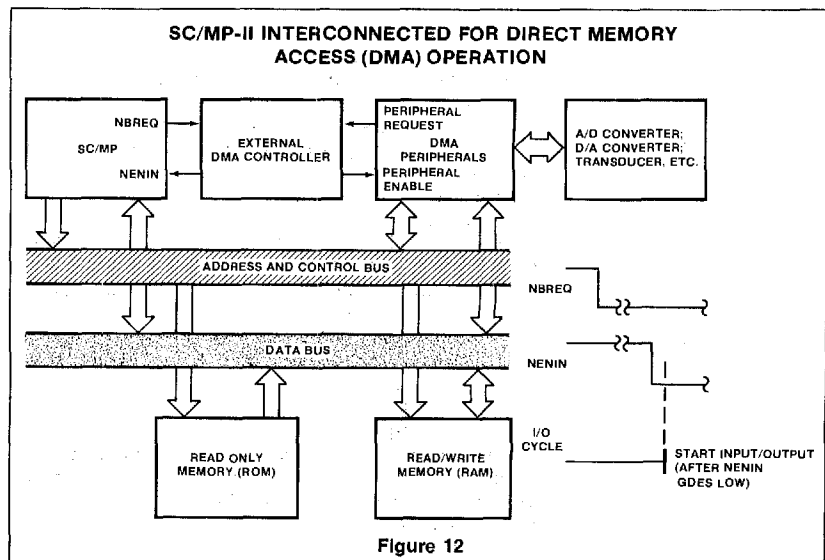 SC/MP-II INTERCONNECTED FOR DIRECT MEMORY
ACCESS (DMA) OPERATION
NBREQ
SC/MP
NENIN
EXTERNAL
DMA CONTROLLER
PERIPHERAL
REQUEST
DMA
PERIPHERALS
PERIPHERAL
ENABLE
A/D CONVERTER;
D/A CONVERTER;
TRANSDUCER, ETC.
ADDRESS AND CONTROL BUS
NBREQ
DATA BUS
NENIN
READ ONLY
MEMORY (ROM)
READ/WRITE
MEMORY (RAM)
I/O
CYCLE
START INPUT/OUTPUT
(AFTER NENIN
GDES LOW)
Figure 12